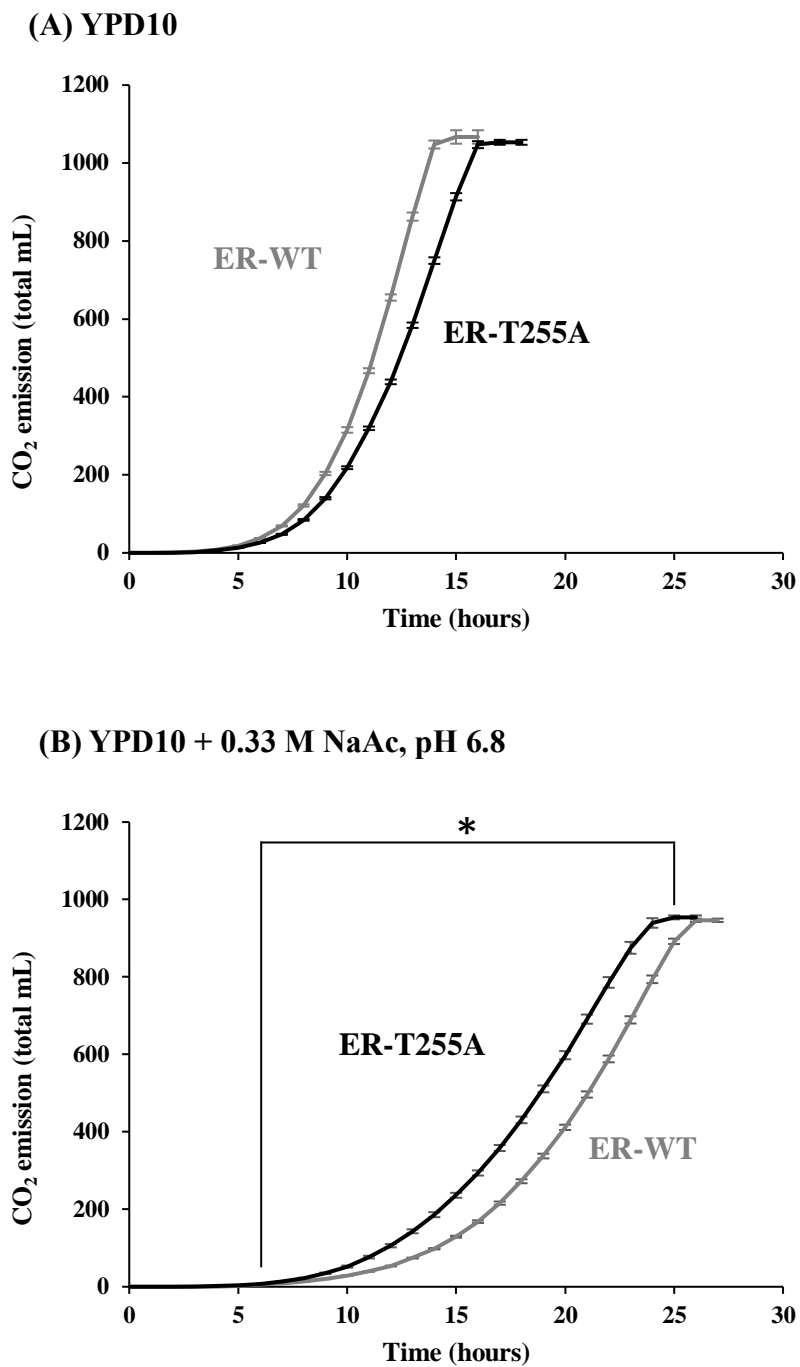 (A) YPD10
1200
1000
800
600
400
200
0
CO₂ emission (total mL)
ER-WT
ER-T255A
0 5 10 15 20 25 30
Time (hours)
(B) YPD10 + 0.33 M NaAc, pH 6.8
1200
1000
800
600
400
200
0
CO₂ emission (total mL)
*
ER-T255A
ER-WT
0 5 10 15 20 25 30
Time (hours)